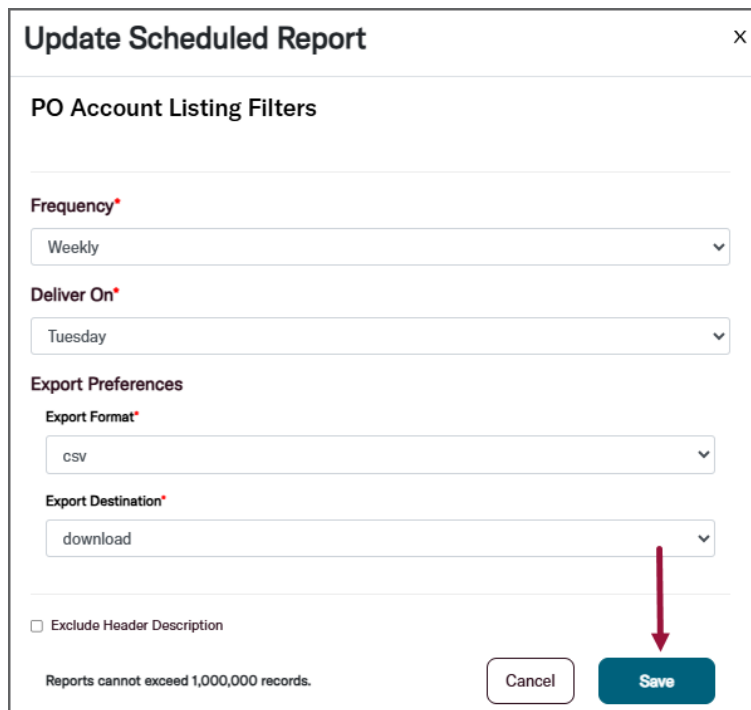 Update Scheduled Report
X
PO Account Listing Filters
Frequency*
Weekly
Deliver On*
Tuesday
Export Preferences
Export Format*
csv
Export Destination*
download
Exclude Header Description
Reports cannot exceed 1,000,000 records.
Cancel
Save